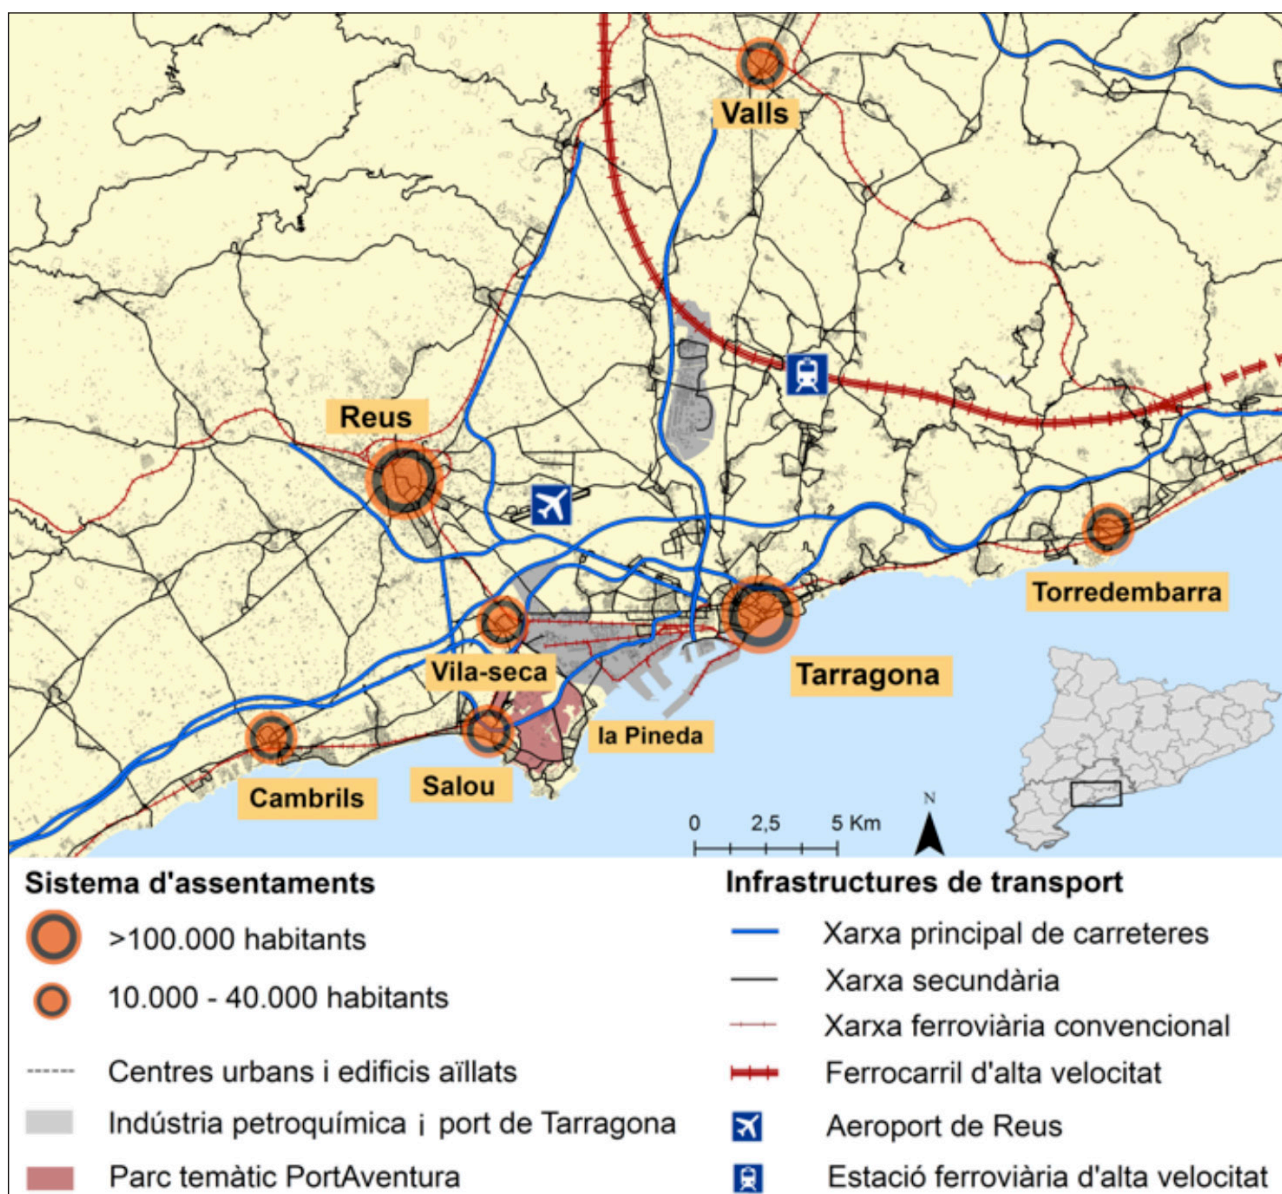 Valls
Reus
Torredembarra
Vila-seca
Tarragona
la Pineda
Salou
Cambrils
0 2,5 5 Km
N
Sistema d'assentaments
>100.000 habitants
10.000 - 40.000 habitants
Centres urbans i edificis aïllats
Indústria petroquímica i port de Tarragona
Parc temàtic PortAventura
Infrastructures de transport
Xarxa principal de carreteres
Xarxa secundària
Xarxa ferroviària convencional
Ferrocarril d'alta velocitat
Aeroport de Reus
Estació ferroviària d'alta velocitat